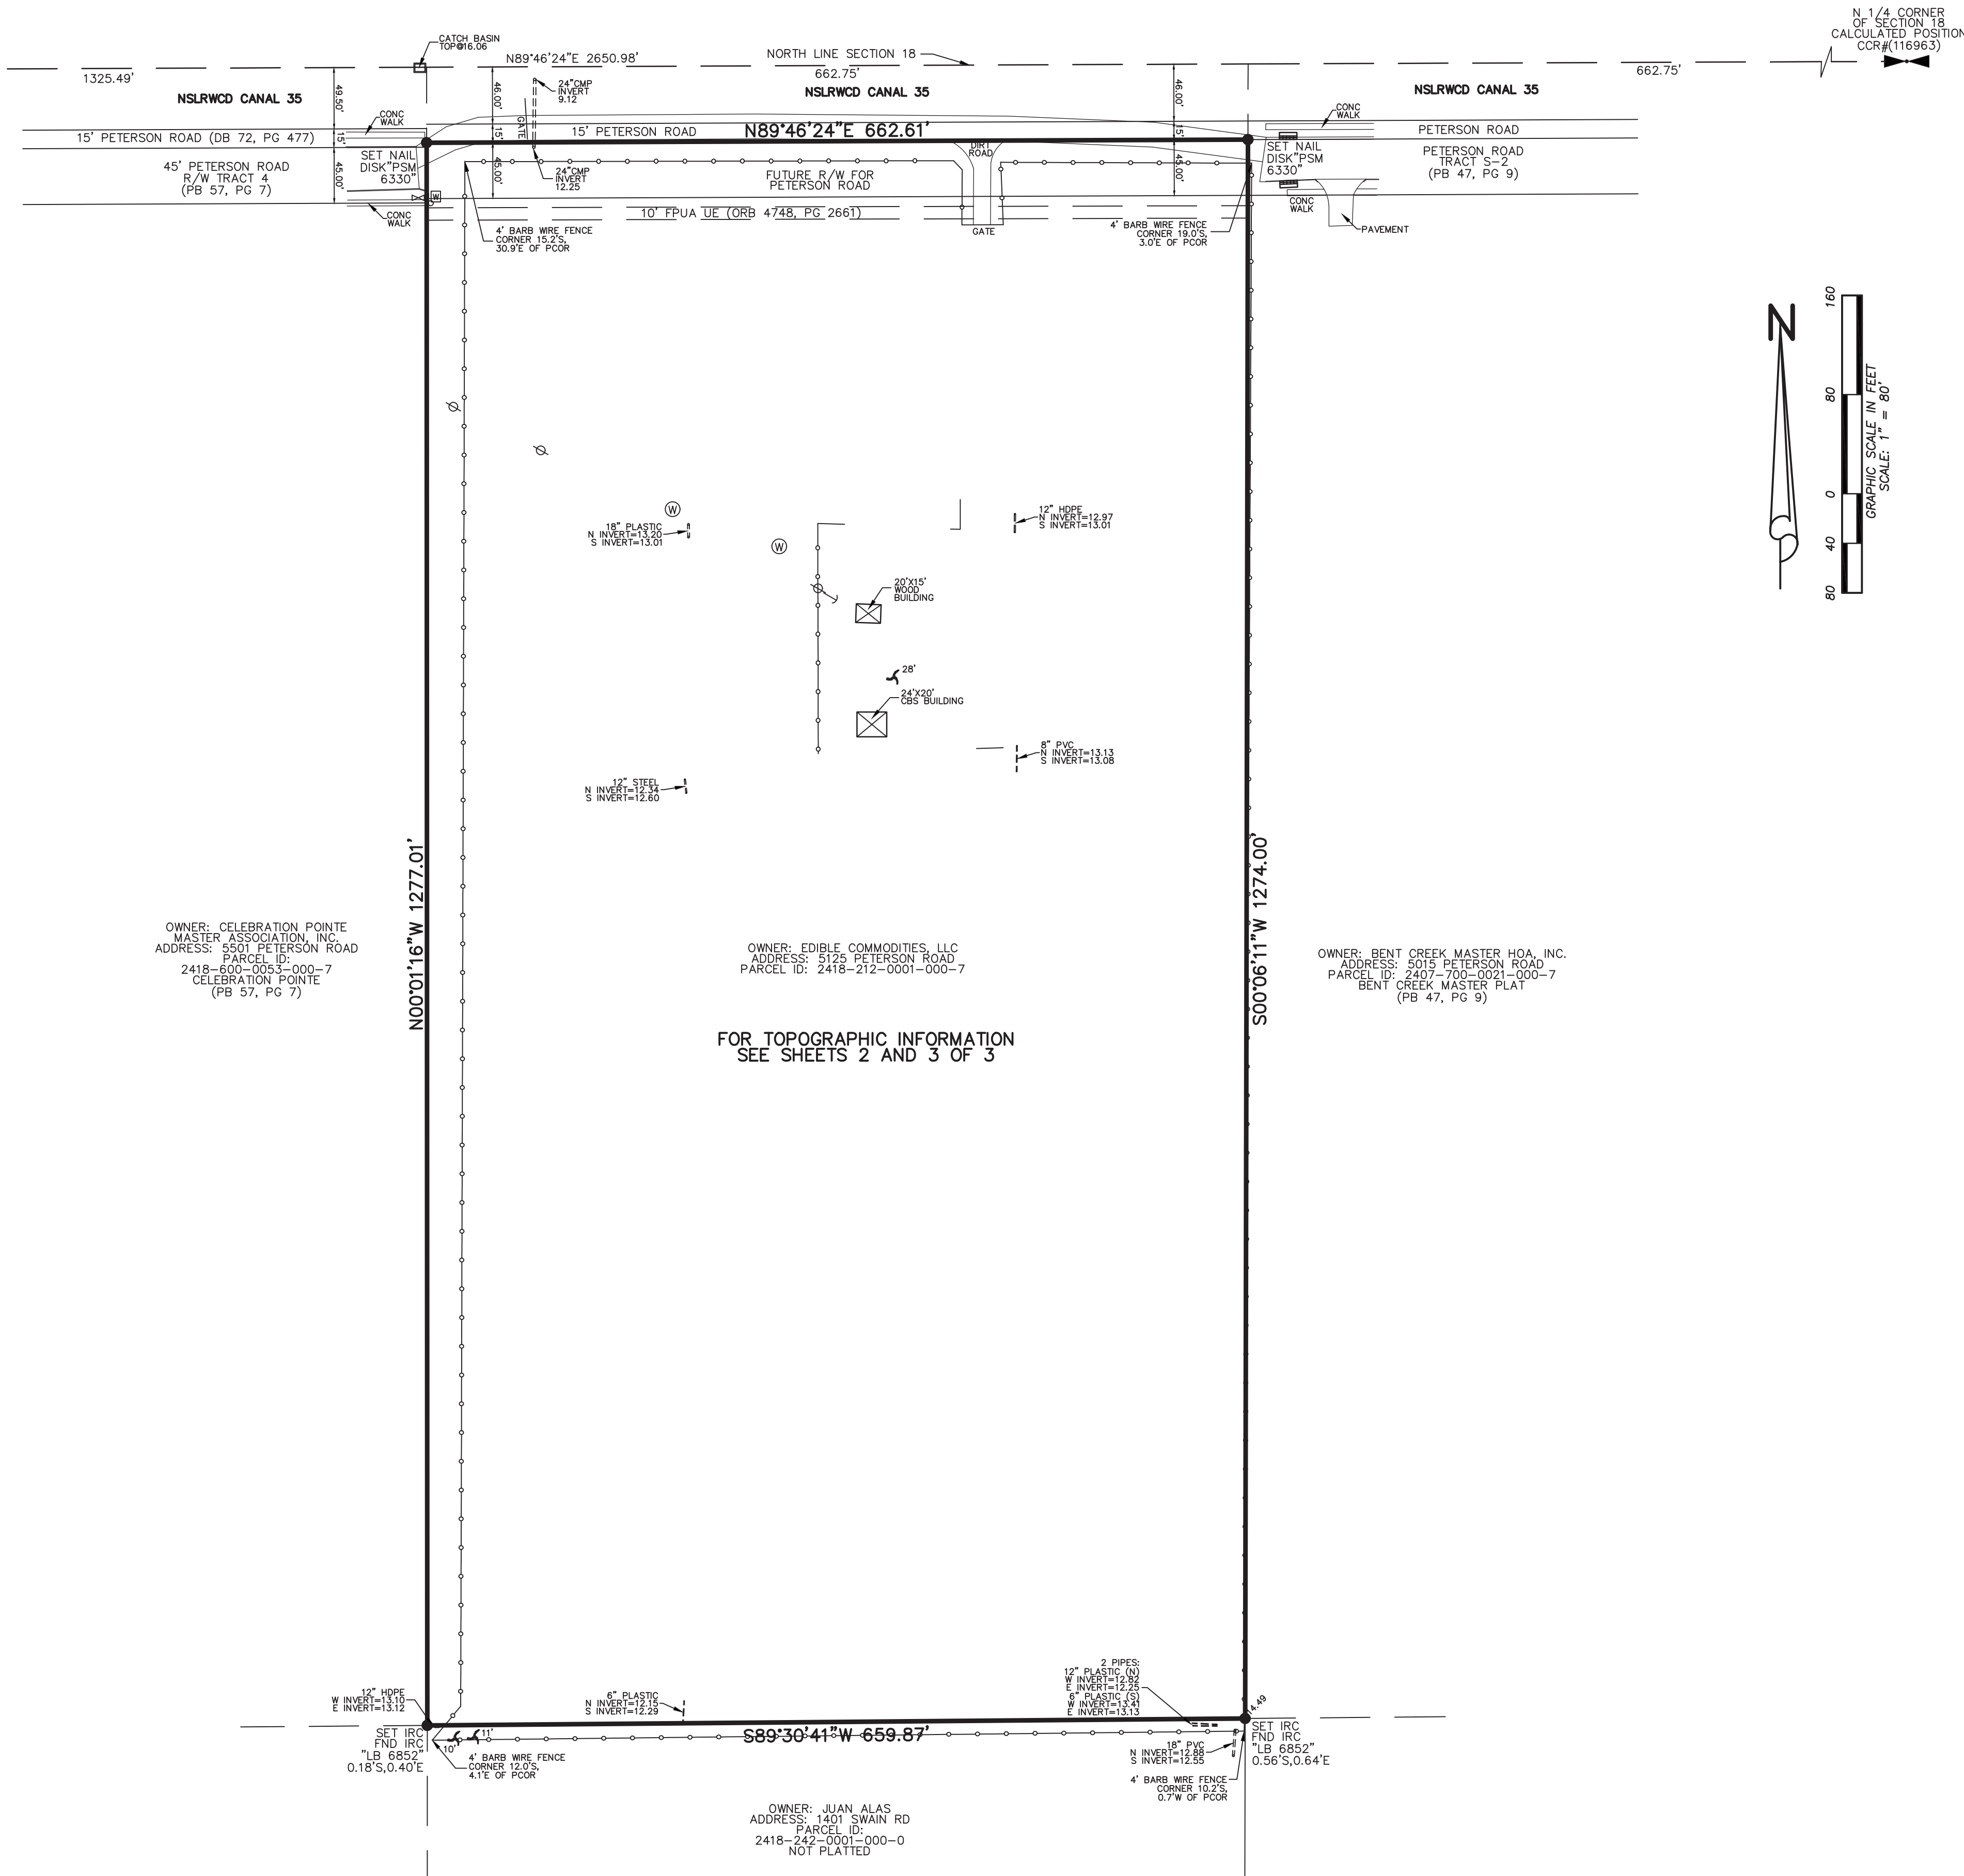 N 1/4 CORNER
OF SECTION 18
CALCULATED POSITION
CCR#(116963)
CATCH BASIN
TOP@16.06
N89°46'24"E 2650.98'
NORTH LINE SECTION 18
1325.49'
662.75'
662.75'
NSLRWCD CANAL 35
NSLRWCD CANAL 35
NSLRWCD CANAL 35
49.50'
46.00'
46.00'
24"CMP
INVERT
9.12
GATE
CONC
WALK
CONC
WALK
15' PETERSON ROAD (DB 72, PG 477)
15'
15'
15' PETERSON ROAD
N89°46'24"E 662.61'
15'
PETERSON ROAD
45' PETERSON ROAD
R/W TRACT 4
(PB 57, PG 7)
45.00'
SET NAIL
DISK"PSM
6330"
45.00'
24"CMP
INVERT
12.25
FUTURE R/W FOR
PETERSON ROAD
DIRT
ROAD
45.00'
SET NAIL
DISK"PSM
6330"
PETERSON ROAD
TRACT S-2
(PB 47, PG 9)
W
CONC
WALK
CONC
WALK
10' FPUA UE (ORB 4748, PG 2661)
4' BARB WIRE FENCE
CORNER 15.2'S,
30.9'E OF PCOR
GATE
4' BARB WIRE FENCE
CORNER 19.0'S,
3.0'E OF PCOR
PAVEMENT
N
160
80
0
40
80
GRAPHIC SCALE IN FEET
SCALE: 1" = 80'
W
18" PLASTIC
N INVERT=13.20
S INVERT=13.01
W
12" HDPE
N INVERT=12.97
S INVERT=13.01
20'X15'
WOOD
BUILDING
28'
24'X20'
CBS BUILDING
8" PVC
N INVERT=13.13
S INVERT=13.08
12" STEEL
N INVERT=12.34
S INVERT=12.60
N00°01'16"W 1277.01'
S00°06'11"W 1274.00'
OWNER: CELEBRATION POINTE
MASTER ASSOCIATION, INC.
ADDRESS: 5501 PETERSON ROAD
PARCEL ID:
2418-600-0053-000-7
CELEBRATION POINTE
(PB 57, PG 7)
OWNER: EDIBLE COMMODITIES, LLC
ADDRESS: 5125 PETERSON ROAD
PARCEL ID: 2418-212-0001-000-7
OWNER: BENT CREEK MASTER HOA, INC.
ADDRESS: 5015 PETERSON ROAD
PARCEL ID: 2407-700-0021-000-7
BENT CREEK MASTER PLAT
(PB 47, PG 9)
FOR TOPOGRAPHIC INFORMATION
SEE SHEETS 2 AND 3 OF 3
12" HDPE
W INVERT=13.10
E INVERT=13.12
6" PLASTIC
N INVERT=12.15
S INVERT=12.29
2 PIPES:
12" PLASTIC (N)
W INVERT=12.82
E INVERT=12.25
6" PLASTIC (S)
W INVERT=13.41
E INVERT=13.13
14.49
SET IRC
FND IRC
"LB 6852"
0.18'S,0.40'E
10'
11'
S89°30'41"W 659.87'
4' BARB WIRE FENCE
CORNER 12.0'S,
4.1'E OF PCOR
18" PVC
N INVERT=12.88
S INVERT=12.55
SET IRC
FND IRC
"LB 6852"
0.56'S,0.64'E
4' BARB WIRE FENCE
CORNER 10.2'S,
0.7'W OF PCOR
OWNER: JUAN ALAS
ADDRESS: 1401 SWAIN RD
PARCEL ID:
2418-242-0001-000-0
NOT PLATTED